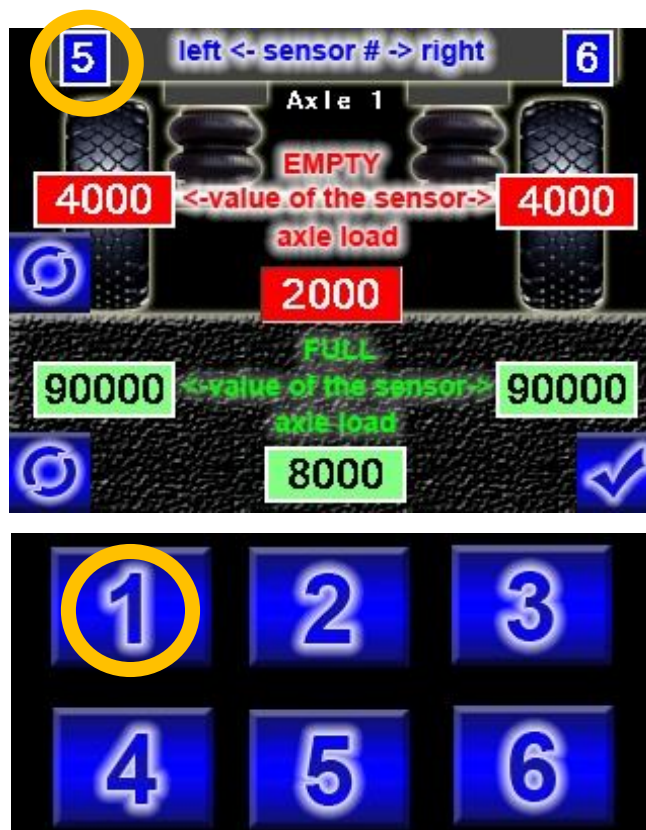 5 left <- sensor # -> right 6
Axle 1
EMPTY
4000 <-value of the sensor-> 4000
axle load
2000
FULL
90000 <-value of the sensor-> 90000
axle load
8000
1 2 3
4 5 6